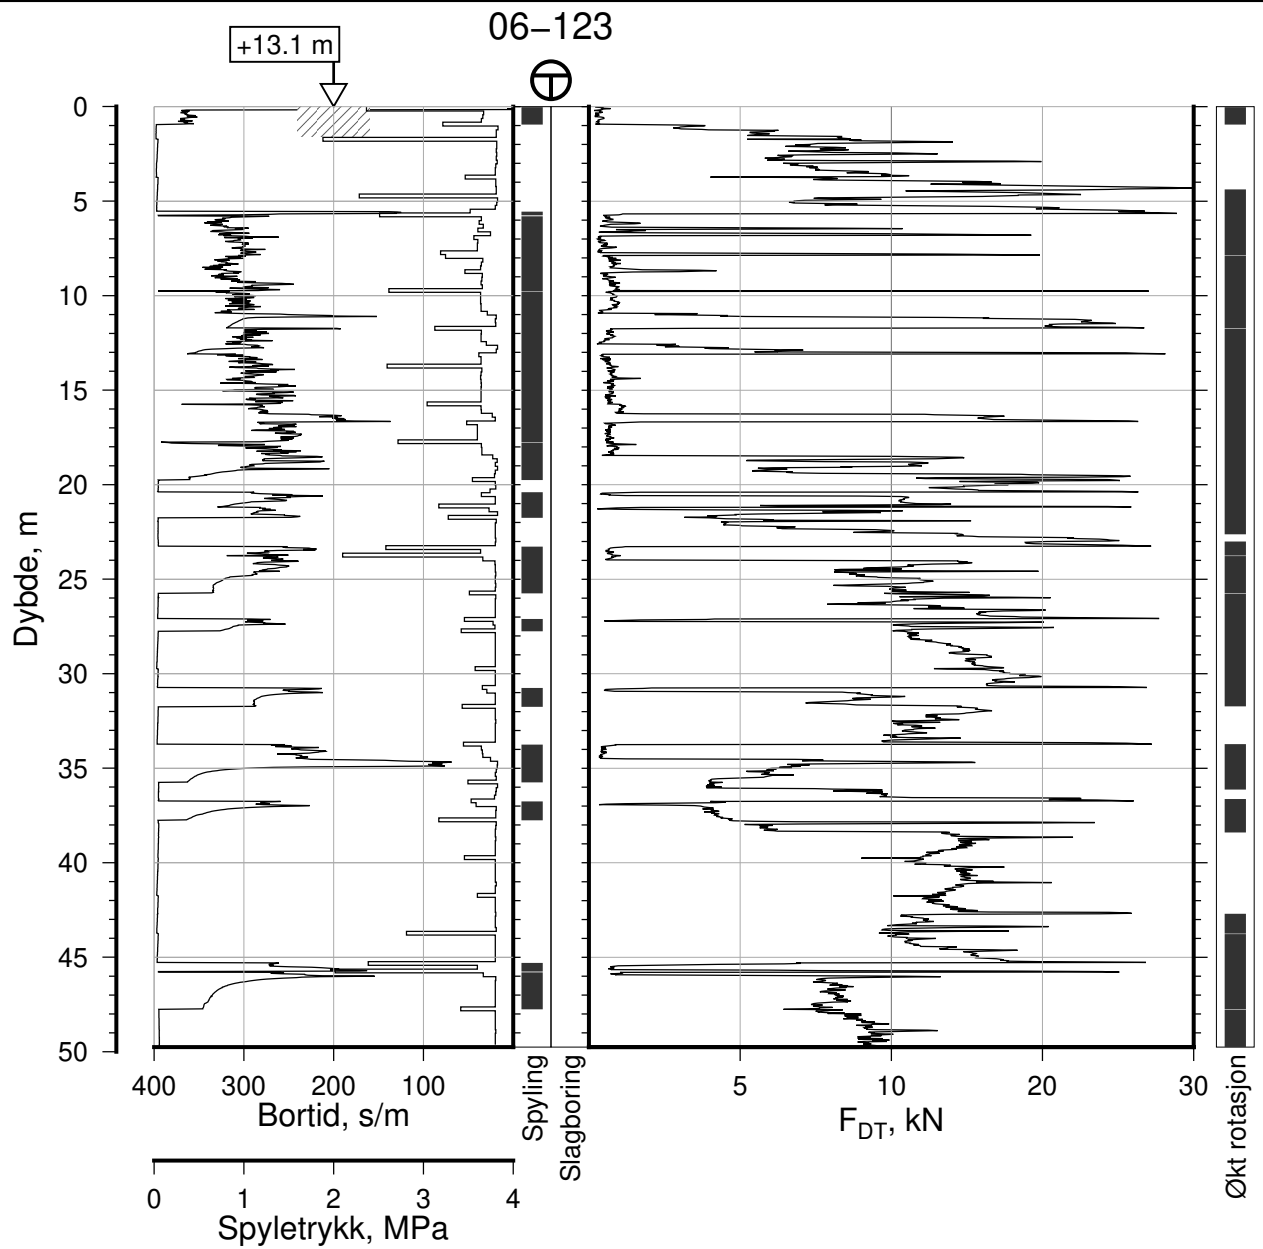 06–123
+13.1 m
0
5
10
15
20
25
30
35
40
45
50
Dybde, m
400 300 200 100
Bortid, s/m
0 1 2 3 4
Spyletrykk, MPa
Spyling
Slagboring
5 10 20 30
F_DT, kN
Økt rotasjon